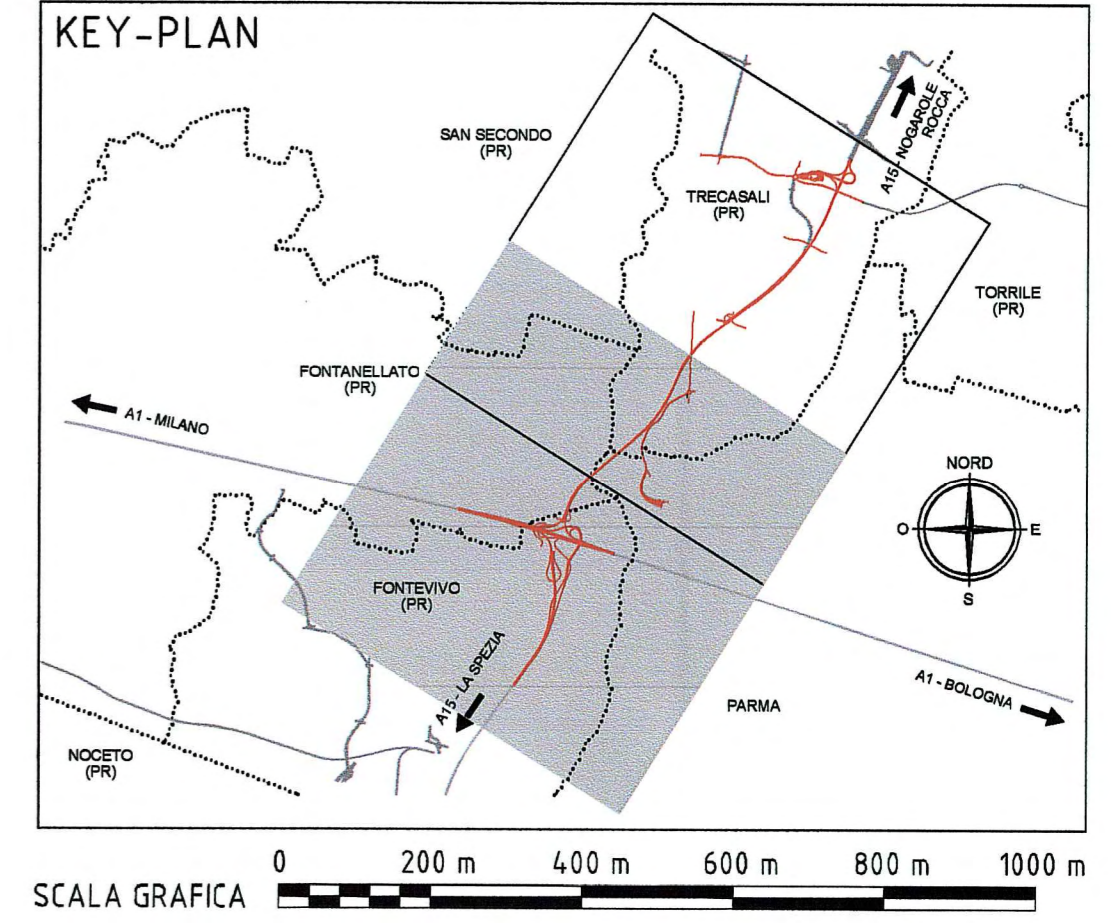 KEY-PLAN
SAN SECONDO
(PR)
A15 - NOGAROLE
ROCCA
TRECASALI
(PR)
TORRILE
(PR)
FONTANELLATO
(PR)
A1 - MILANO
NORD
O
E
S
FONTEVIVO
(PR)
A15 - LA SPEZIA
A1 - BOLOGNA
PARMA
NOCETO
(PR)
SCALA GRAFICA
0
200 m
400 m
600 m
800 m
1000 m